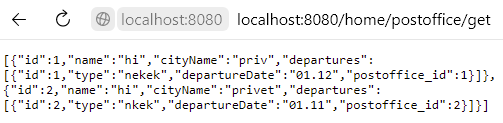 localhost:8080 localhost:8080/home/postoffice/get
[{"id":1,"name":"hi","cityName":"priv","departures":
[{"id":1,"type":"nekek","departureDate":"01.12","postoffice_id":1}]},
{"id":2,"name":"hi","cityName":"privet","departures":
[{"id":2,"type":"nkek","departureDate":"01.11","postoffice_id":2}]}]